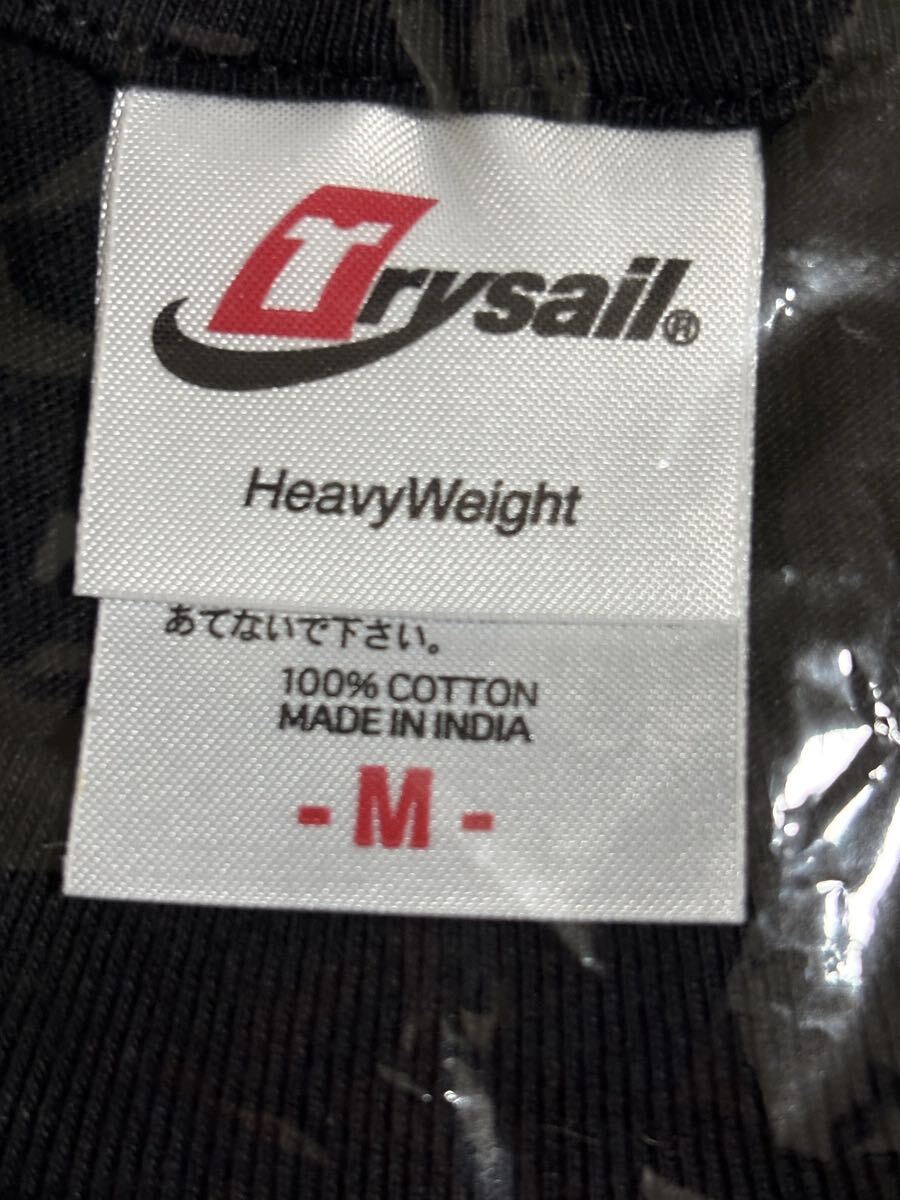 Trysail®
HeavyWeight
あてないで下さい。
100% COTTON
MADE IN INDIA
- M -